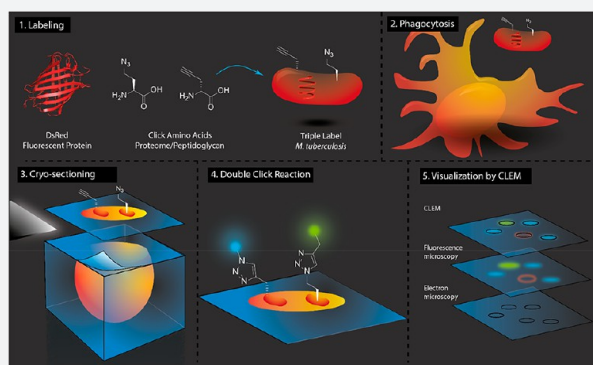 1. Labeling
N3
N3
H2N
OH
O
H2N
OH
O
DsRed
Fluorescent Protein
Click Amino Acids
Proteome/Peptidoglycan
Triple Label
M. tuberculosis
2. Phagocytosis
N3
3. Cryo-sectioning
N3
4. Double Click Reaction
N
N
N
N
N
N
5. Visualization by CLEM
CLEM
Fluorescence
microscopy
Electron
microscopy